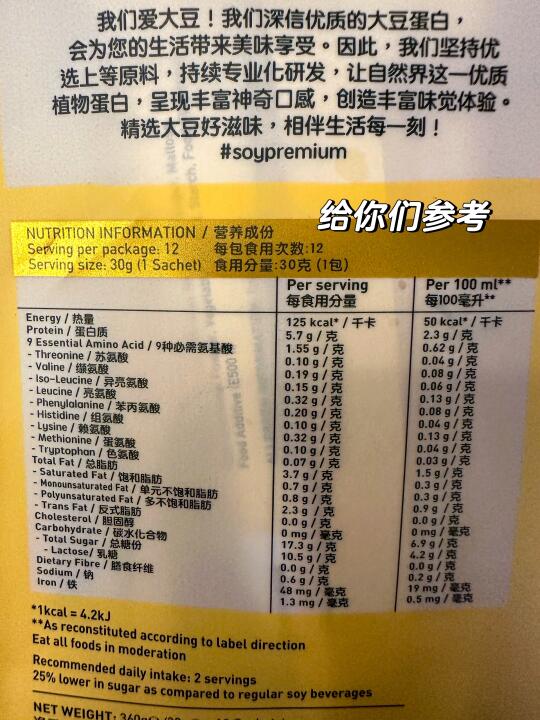 我们爱大豆！我们深信优质的大豆蛋白，
会为您的生活带来美味享受。因此，我们坚持优
选上等原料，持续专业化研发，让自然界这一优质
植物蛋白，呈现丰富神奇口感，创造丰富味觉体验。
精选大豆好滋味，相伴生活每一刻！
#soypremium
给你们参考
NUTRITION INFORMATION / 营养成份
Serving per package: 12 每包食用次数:12
Serving size: 30g (1 Sachet) 食用分量:30克 (1包)
Per serving Per 100 ml**
每食用分量 每100毫升**
Energy / 热量 125 kcal* / 千卡 50 kcal* / 千卡
Protein / 蛋白质 5.7 g / 克 2.3 g / 克
9 Essential Amino Acid / 9种必需氨基酸 1.55 g / 克 0.62 g / 克
- Threonine / 苏氨酸 0.10 g / 克 0.04 g / 克
- Valine / 缬氨酸 0.19 g / 克 0.08 g / 克
- Iso-Leucine / 异亮氨酸 0.15 g / 克 0.06 g / 克
- Leucine / 亮氨酸 0.32 g / 克 0.13 g / 克
- Phenylalanine / 苯丙氨酸 0.20 g / 克 0.08 g / 克
- Histidine / 组氨酸 0.10 g / 克 0.04 g / 克
- Lysine / 赖氨酸 0.32 g / 克 0.13 g / 克
- Methionine / 蛋氨酸 0.10 g / 克 0.04 g / 克
- Tryptophan / 色氨酸 0.07 g / 克 0.03 g / 克
Total Fat / 总脂肪 3.7 g / 克 1.5 g / 克
- Saturated Fat / 饱和脂肪 0.7 g / 克 0.3 g / 克
- Monounsaturated Fat / 单元不饱和脂肪 0.8 g / 克 0.3 g / 克
- Polyunsaturated Fat / 多不饱和脂肪 2.3 g / 克 0.9 g / 克
- Trans Fat / 反式脂肪 0.0 g / 克 0.0 g / 克
Cholesterol / 胆固醇 0 mg / 毫克 0 mg / 毫克
Carbohydrate / 碳水化合物 17.3 g / 克 6.9 g / 克
- Total Sugar / 总糖份 10.5 g / 克 4.2 g / 克
- Lactose/ 乳糖 0.0 g / 克 0.0 g / 克
Dietary Fibre / 膳食纤维 0.6 g / 克 0.2 g / 克
Sodium / 钠 48 mg / 毫克 19 mg / 毫克
Iron / 铁 1.3 mg / 毫克 0.5 mg / 毫克
*1kcal = 4.2kJ
**As reconstituted according to label direction
Eat all foods in moderation
Recommended daily intake: 2 servings
25% lower in sugar as compared to regular soy beverages
NET WEIGHT: 360g